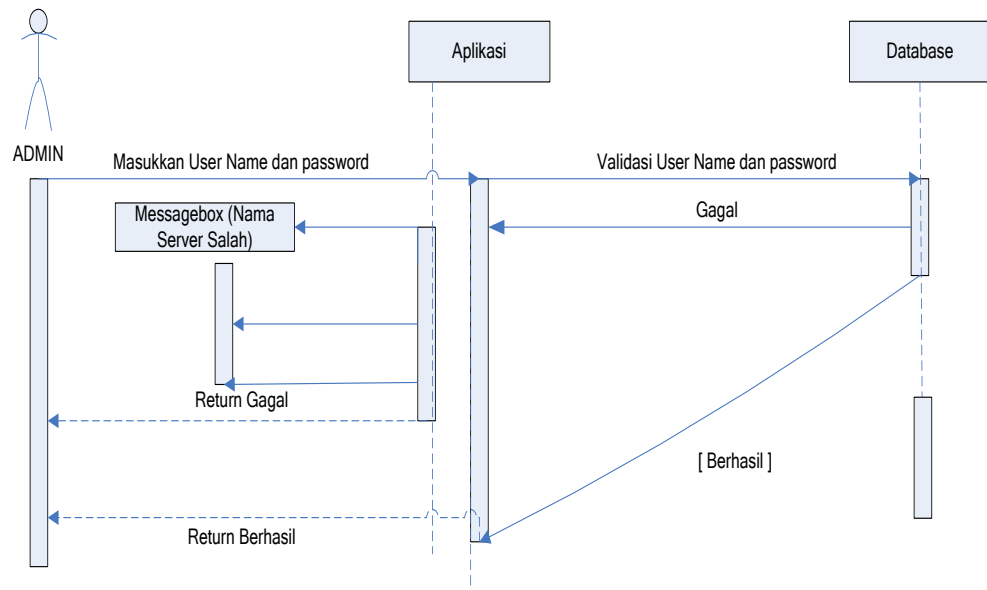 Aplikasi
Database
ADMIN
Masukkan User Name dan password
Validasi User Name dan password
Messagebox (Nama
Server Salah)
Gagal
Return Gagal
[ Berhasil ]
Return Berhasil